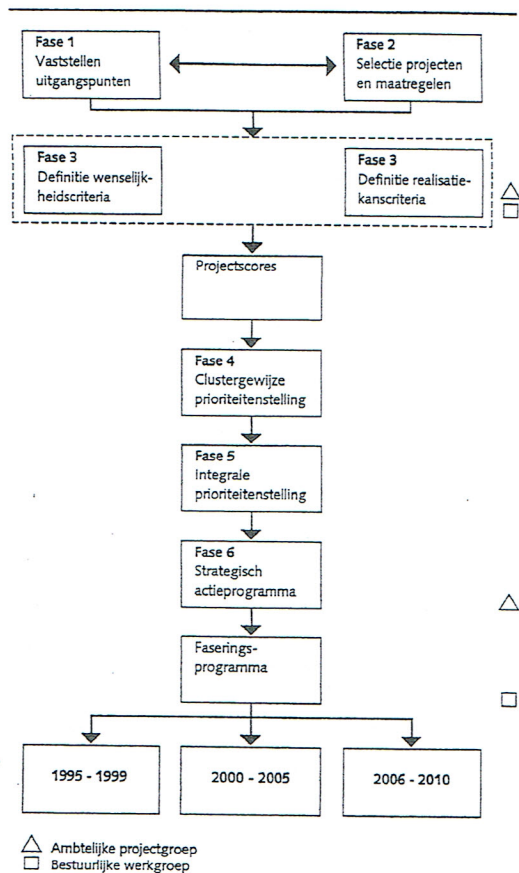 Fase 1
Vaststellen
uitgangspunten
Fase 2
Selectie projecten
en maatregelen
Fase 3
Definitie wenselijk-
heidscriteria
Fase 3
Definitie realisatie-
kanscriteria
Projectscores
Fase 4
Clustergewijze
prioriteitenstelling
Fase 5
Integrale
prioriteitenstelling
Fase 6
Strategisch
actieprogramma
Faserings-
programma
1995 - 1999
2000 - 2005
2006 - 2010
Ambtelijke projectgroep
Bestuurlijke werkgroep